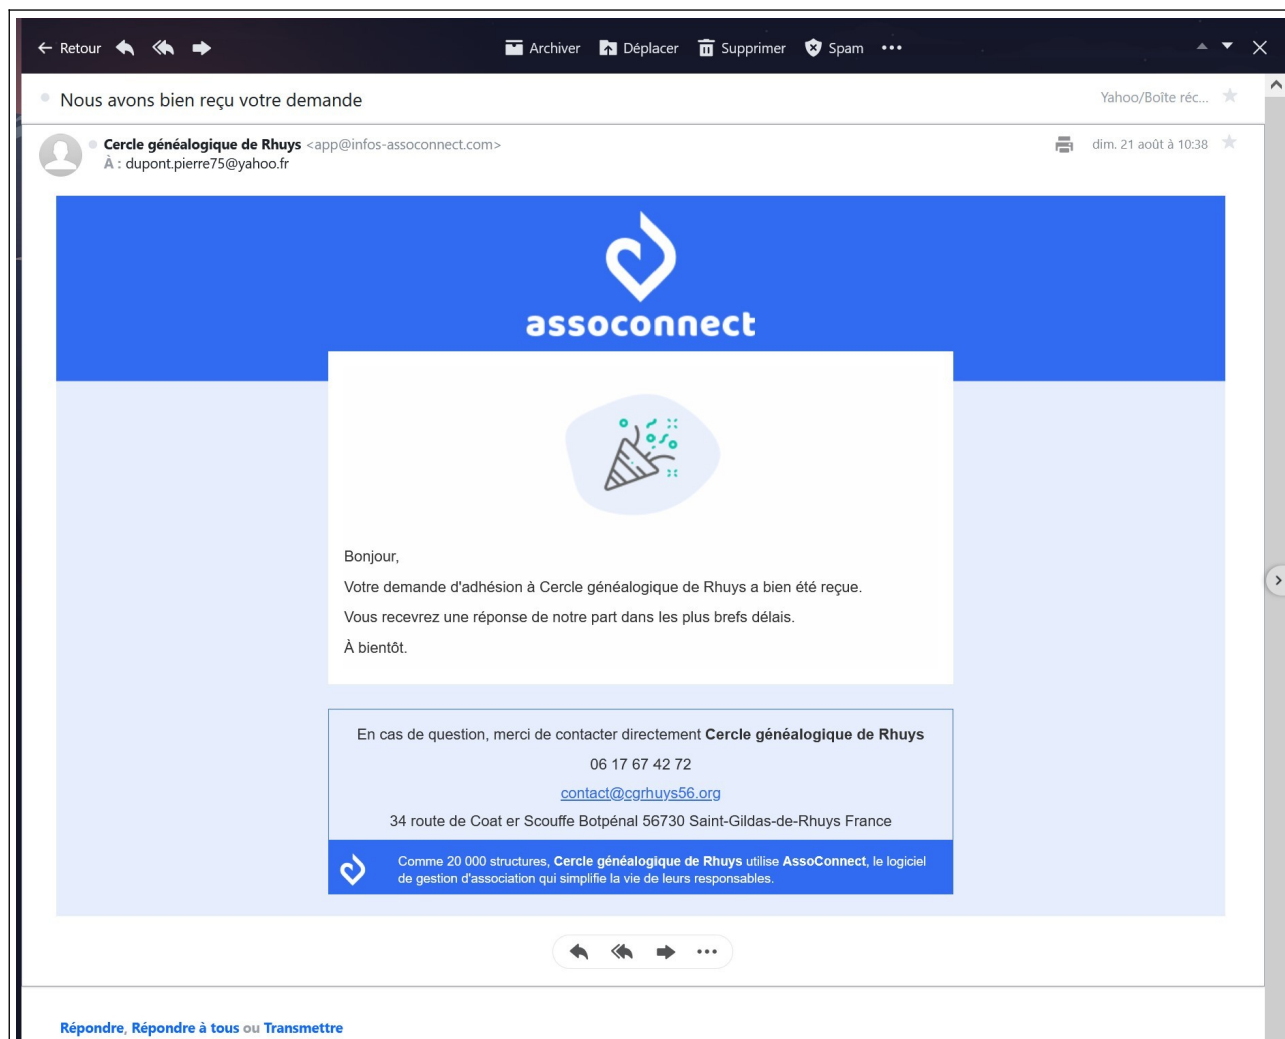 Retour
Archiver Déplacer Supprimer Spam
Nous avons bien reçu votre demande
Yahoo/Boîte réc...
Cercle généalogique de Rhuys <app@infos-assoconnect.com>
dim. 21 août à 10:38
À : dupont.pierre75@yahoo.fr
assoconnect
Bonjour,
Votre demande d'adhésion à Cercle généalogique de Rhuys a bien été reçue.
Vous recevrez une réponse de notre part dans les plus brefs délais.
À bientôt.
En cas de question, merci de contacter directement Cercle généalogique de Rhuys
06 17 67 42 72
contact@cgrhuys56.org
34 route de Coat er Scouffe Botpénal 56730 Saint-Gildas-de-Rhuys France
Comme 20 000 structures, Cercle généalogique de Rhuys utilise AssoConnect, le logiciel
de gestion d'association qui simplifie la vie de leurs responsables.
Répondre, Répondre à tous ou Transmettre